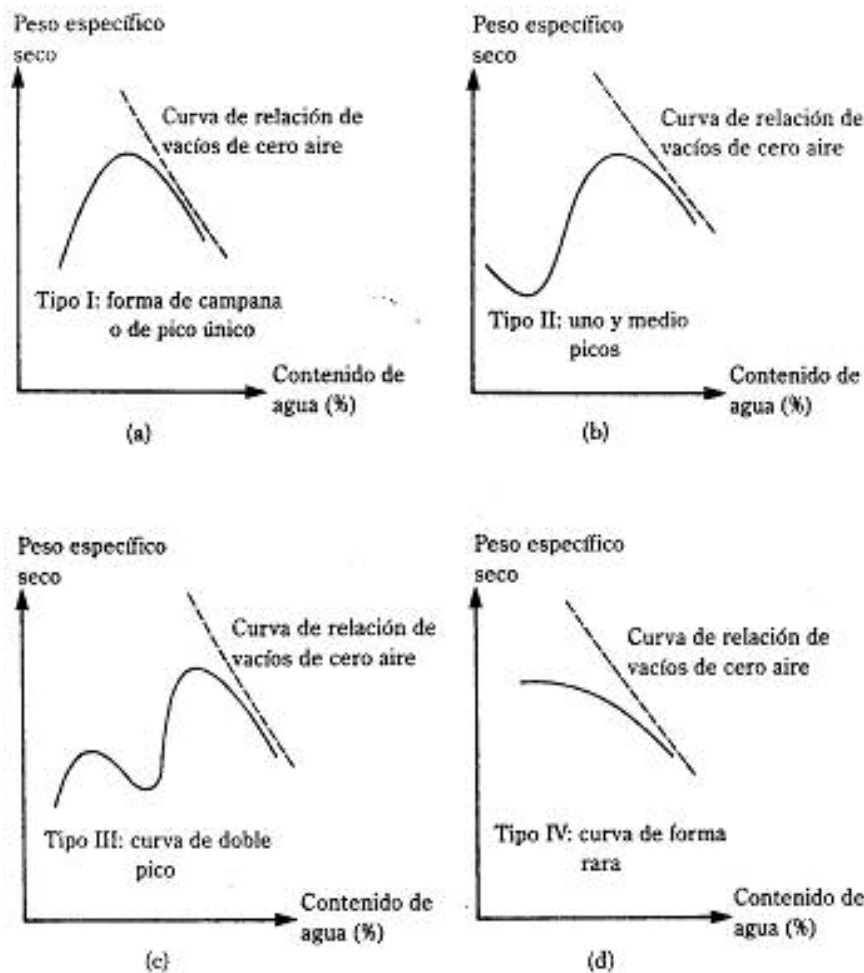 Peso específico
seco
Curva de relación de
vacíos de cero aire
Tipo I: forma de campana
o de pico único
Contenido de
agua (%)
(a)
Peso específico
seco
Curva de relación de
vacíos de cero aire
Tipo II: uno y medio
picos
Contenido de
agua (%)
(b)
Peso específico
seco
Curva de relación de
vacíos de cero aire
Tipo III: curva de doble
pico
Contenido de
agua (%)
(c)
Peso específico
seco
Curva de relación de
vacíos de cero aire
Tipo IV: curva de forma
rara
Contenido de
agua (%)
(d)